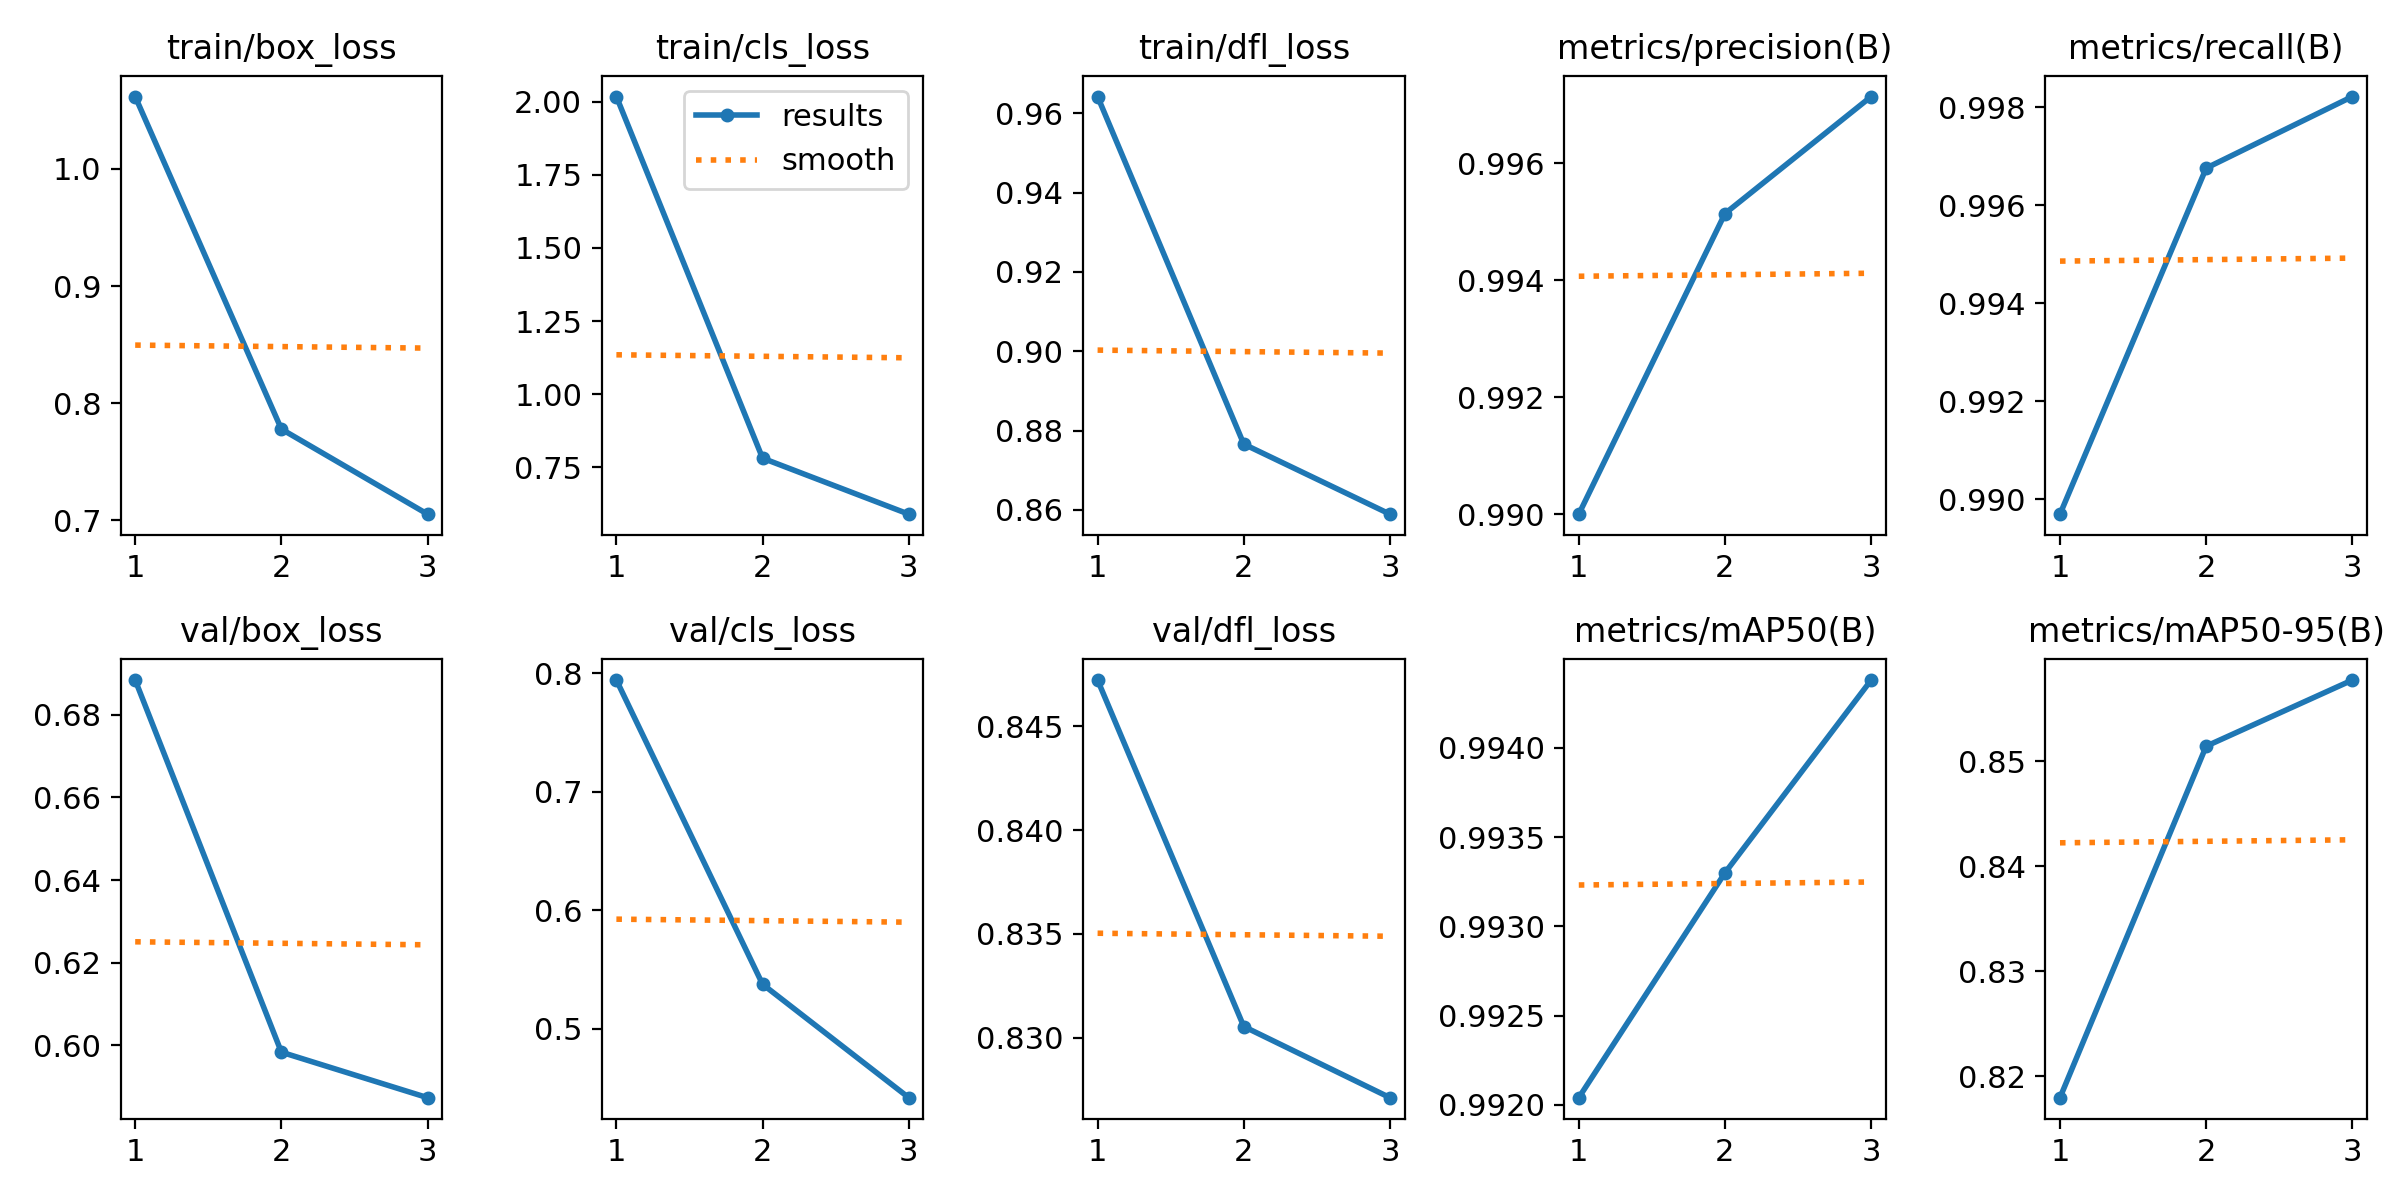 train/box_loss
1.0
0.9
0.8
0.7
1 2 3
train/cls_loss
results
smooth
2.00
1.75
1.50
1.25
1.00
0.75
1 2 3
train/dfl_loss
0.96
0.94
0.92
0.90
0.88
0.86
1 2 3
metrics/precision(B)
0.996
0.994
0.992
0.990
1 2 3
metrics/recall(B)
0.998
0.996
0.994
0.992
0.990
1 2 3
val/box_loss
0.68
0.66
0.64
0.62
0.60
1 2 3
val/cls_loss
0.8
0.7
0.6
0.5
1 2 3
val/dfl_loss
0.845
0.840
0.835
0.830
1 2 3
metrics/mAP50(B)
0.9940
0.9935
0.9930
0.9925
0.9920
1 2 3
metrics/mAP50-95(B)
0.85
0.84
0.83
0.82
1 2 3